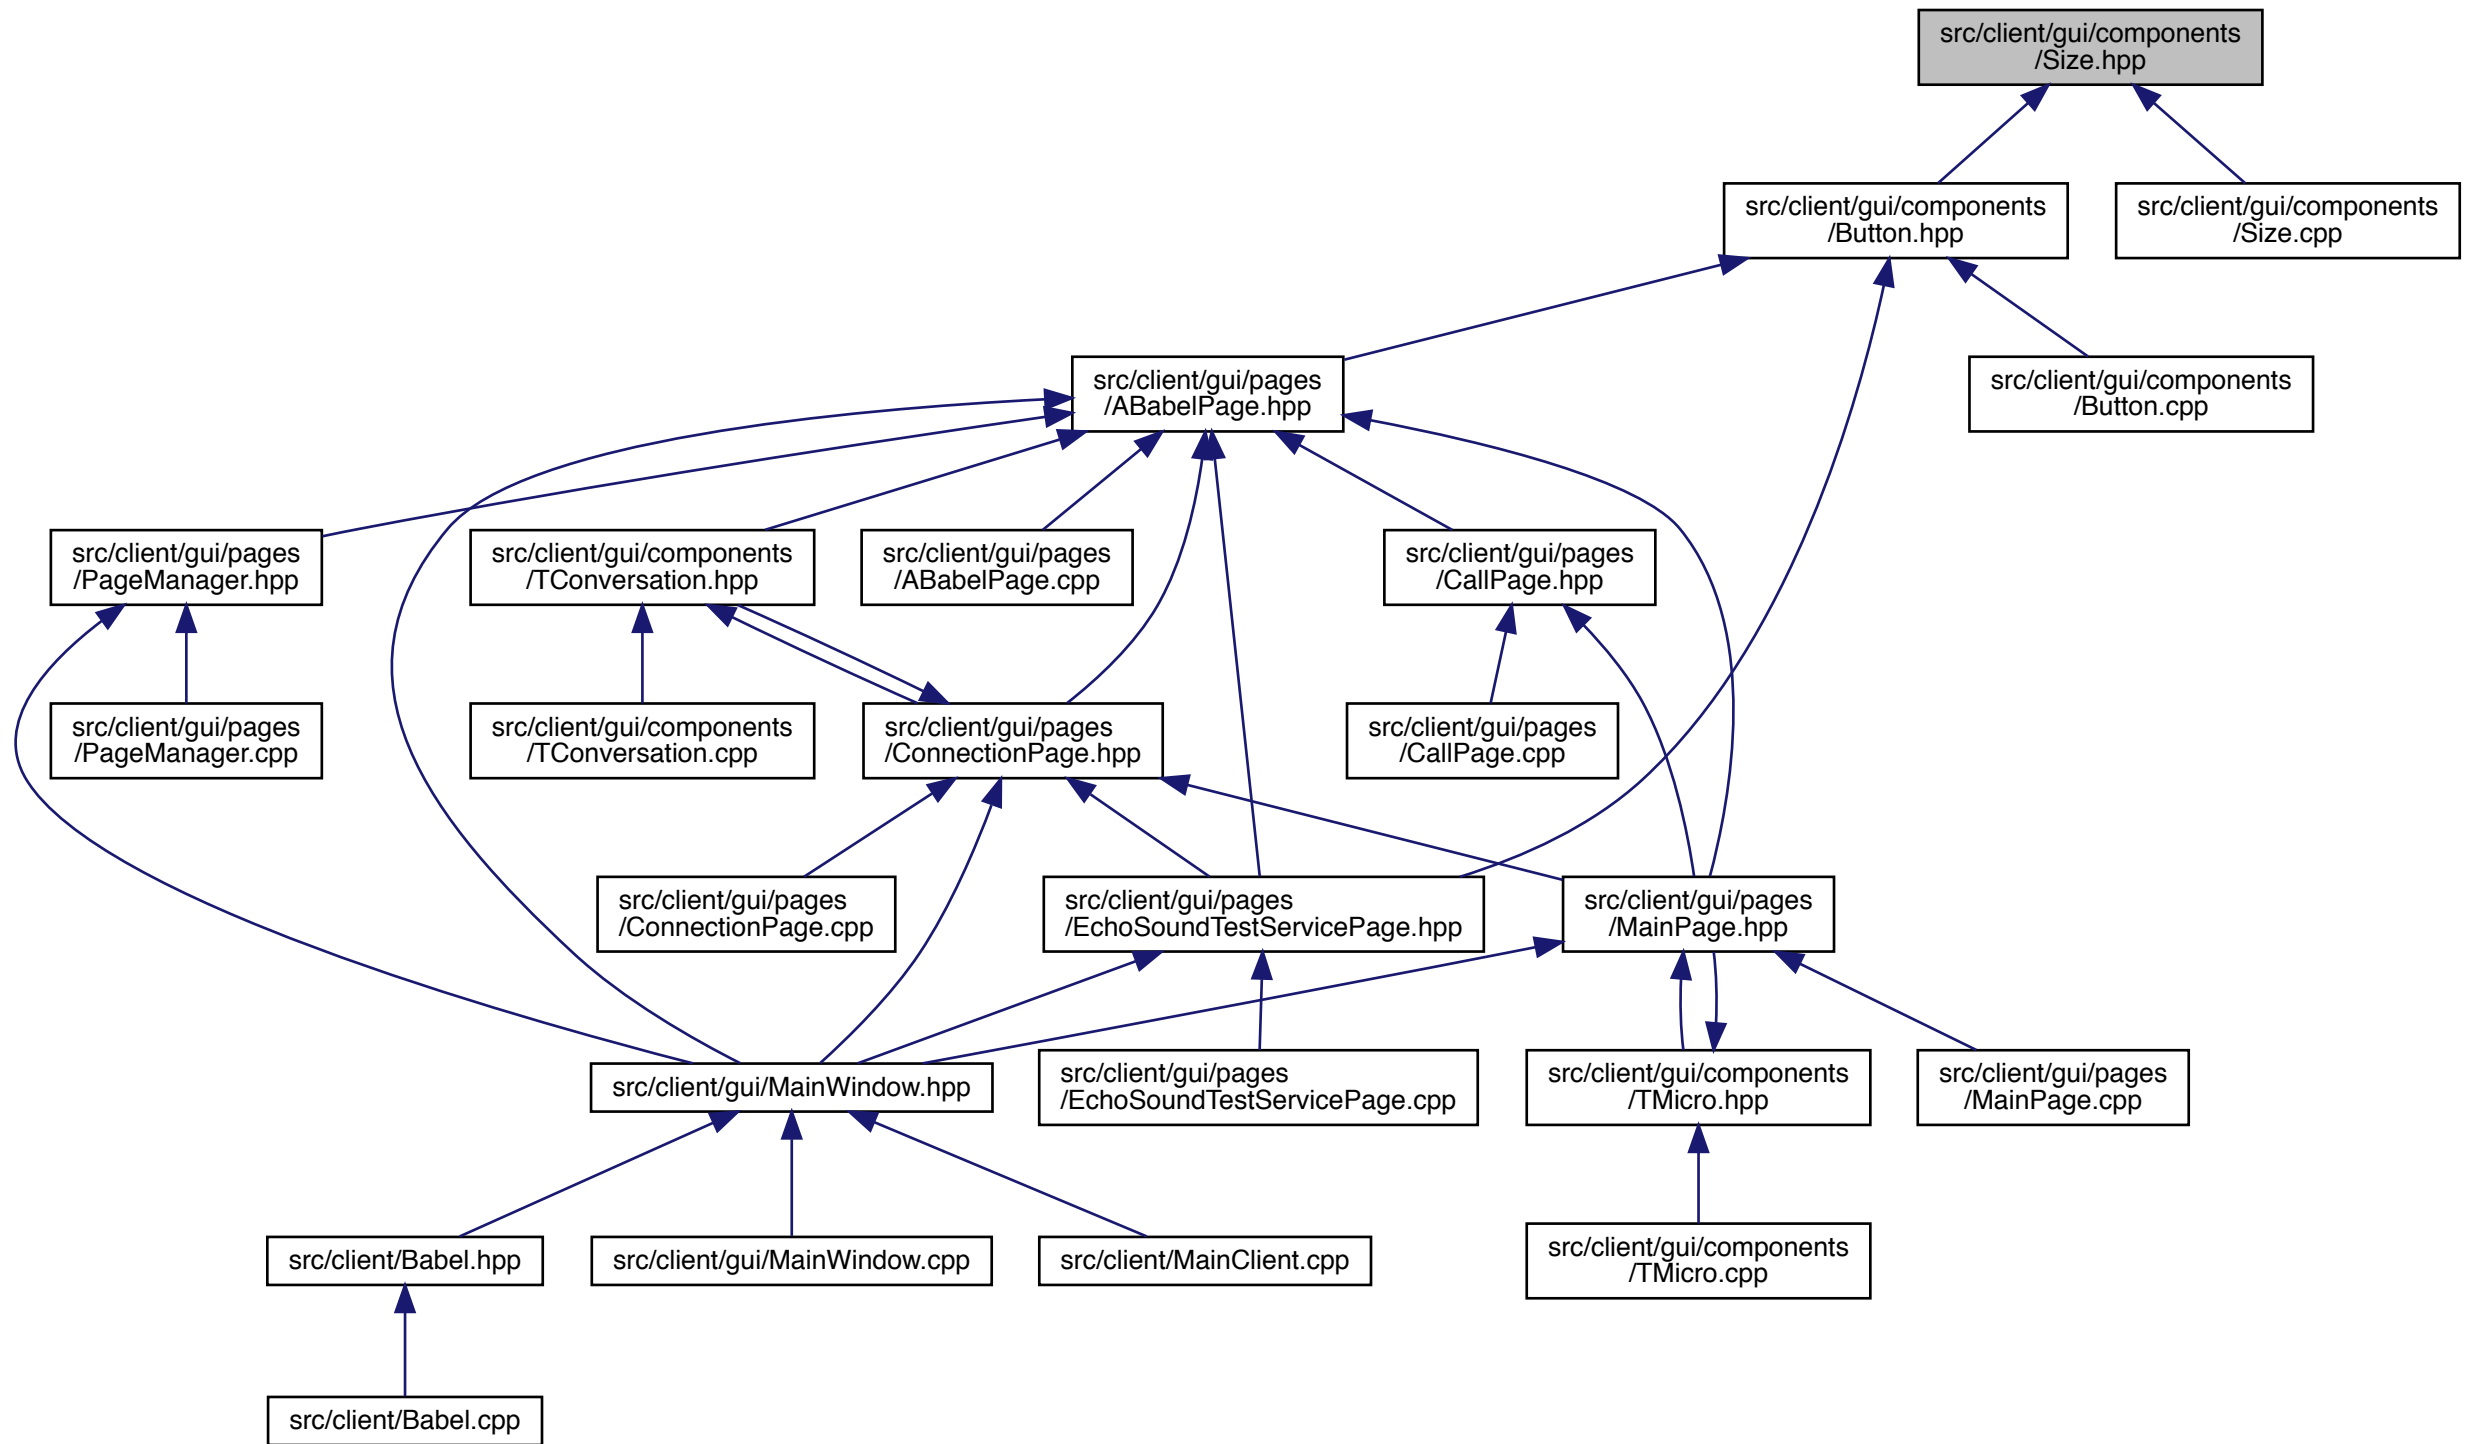 src/client/gui/components
/Size.hpp
src/client/gui/components
/Button.hpp
src/client/gui/components
/Size.cpp
src/client/gui/pages
/ABabelPage.hpp
src/client/gui/components
/Button.cpp
src/client/gui/pages
/PageManager.hpp
src/client/gui/components
/TConversation.hpp
src/client/gui/pages
/ABabelPage.cpp
src/client/gui/pages
/CallPage.hpp
src/client/gui/pages
/PageManager.cpp
src/client/gui/components
/TConversation.cpp
src/client/gui/pages
/ConnectionPage.hpp
src/client/gui/pages
/CallPage.cpp
src/client/gui/pages
/ConnectionPage.cpp
src/client/gui/pages
/EchoSoundTestServicePage.hpp
src/client/gui/pages
/MainPage.hpp
src/client/gui/MainWindow.hpp
src/client/gui/pages
/EchoSoundTestServicePage.cpp
src/client/gui/components
/TMicro.hpp
src/client/gui/pages
/MainPage.cpp
src/client/Babel.hpp
src/client/gui/MainWindow.cpp
src/client/MainClient.cpp
src/client/gui/components
/TMicro.cpp
src/client/Babel.cpp